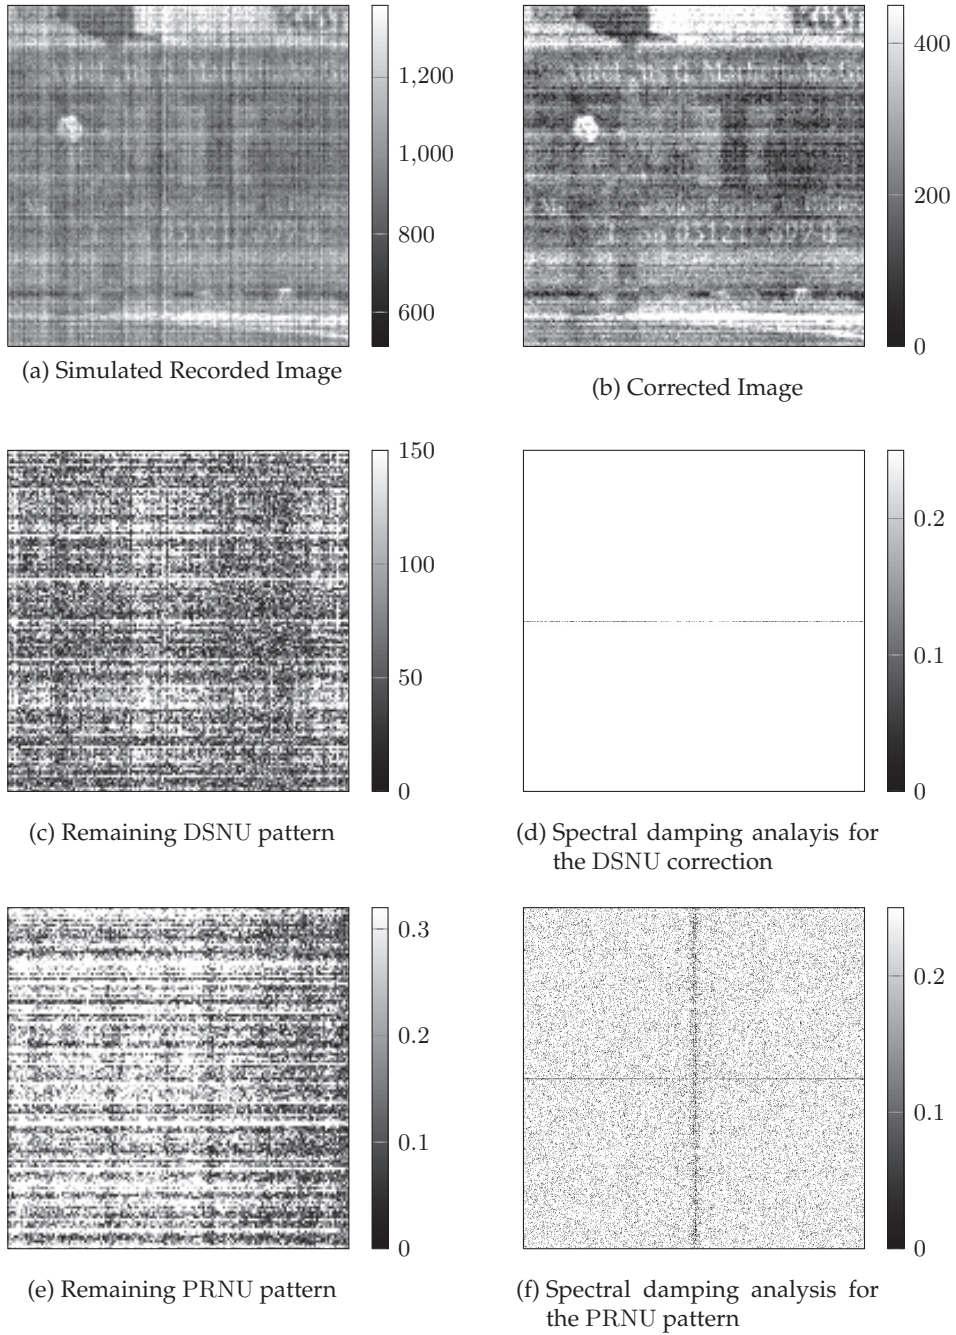 1,200
1,000
800
600
400
200
0
(a) Simulated Recorded Image
(b) Corrected Image
150
100
50
0
0.2
0.1
0
(c) Remaining DSNU pattern
(d) Spectral damping analayis for
the DSNU correction
0.3
0.2
0.1
0
0.2
0.1
0
(e) Remaining PRNU pattern
(f) Spectral damping analysis for
the PRNU pattern